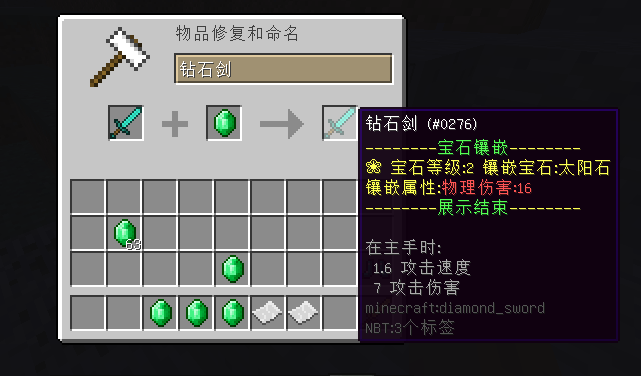 物品修复和命名
钻石剑
钻石剑 (#0276)
--------宝石镶嵌--------
❀ 宝石等级:2 镶嵌宝石:太阳石
镶嵌属性:物理伤害:16
--------展示结束--------
在主手时:
1.6 攻击速度
7 攻击伤害
minecraft:diamond_sword
NBT:3个标签
63